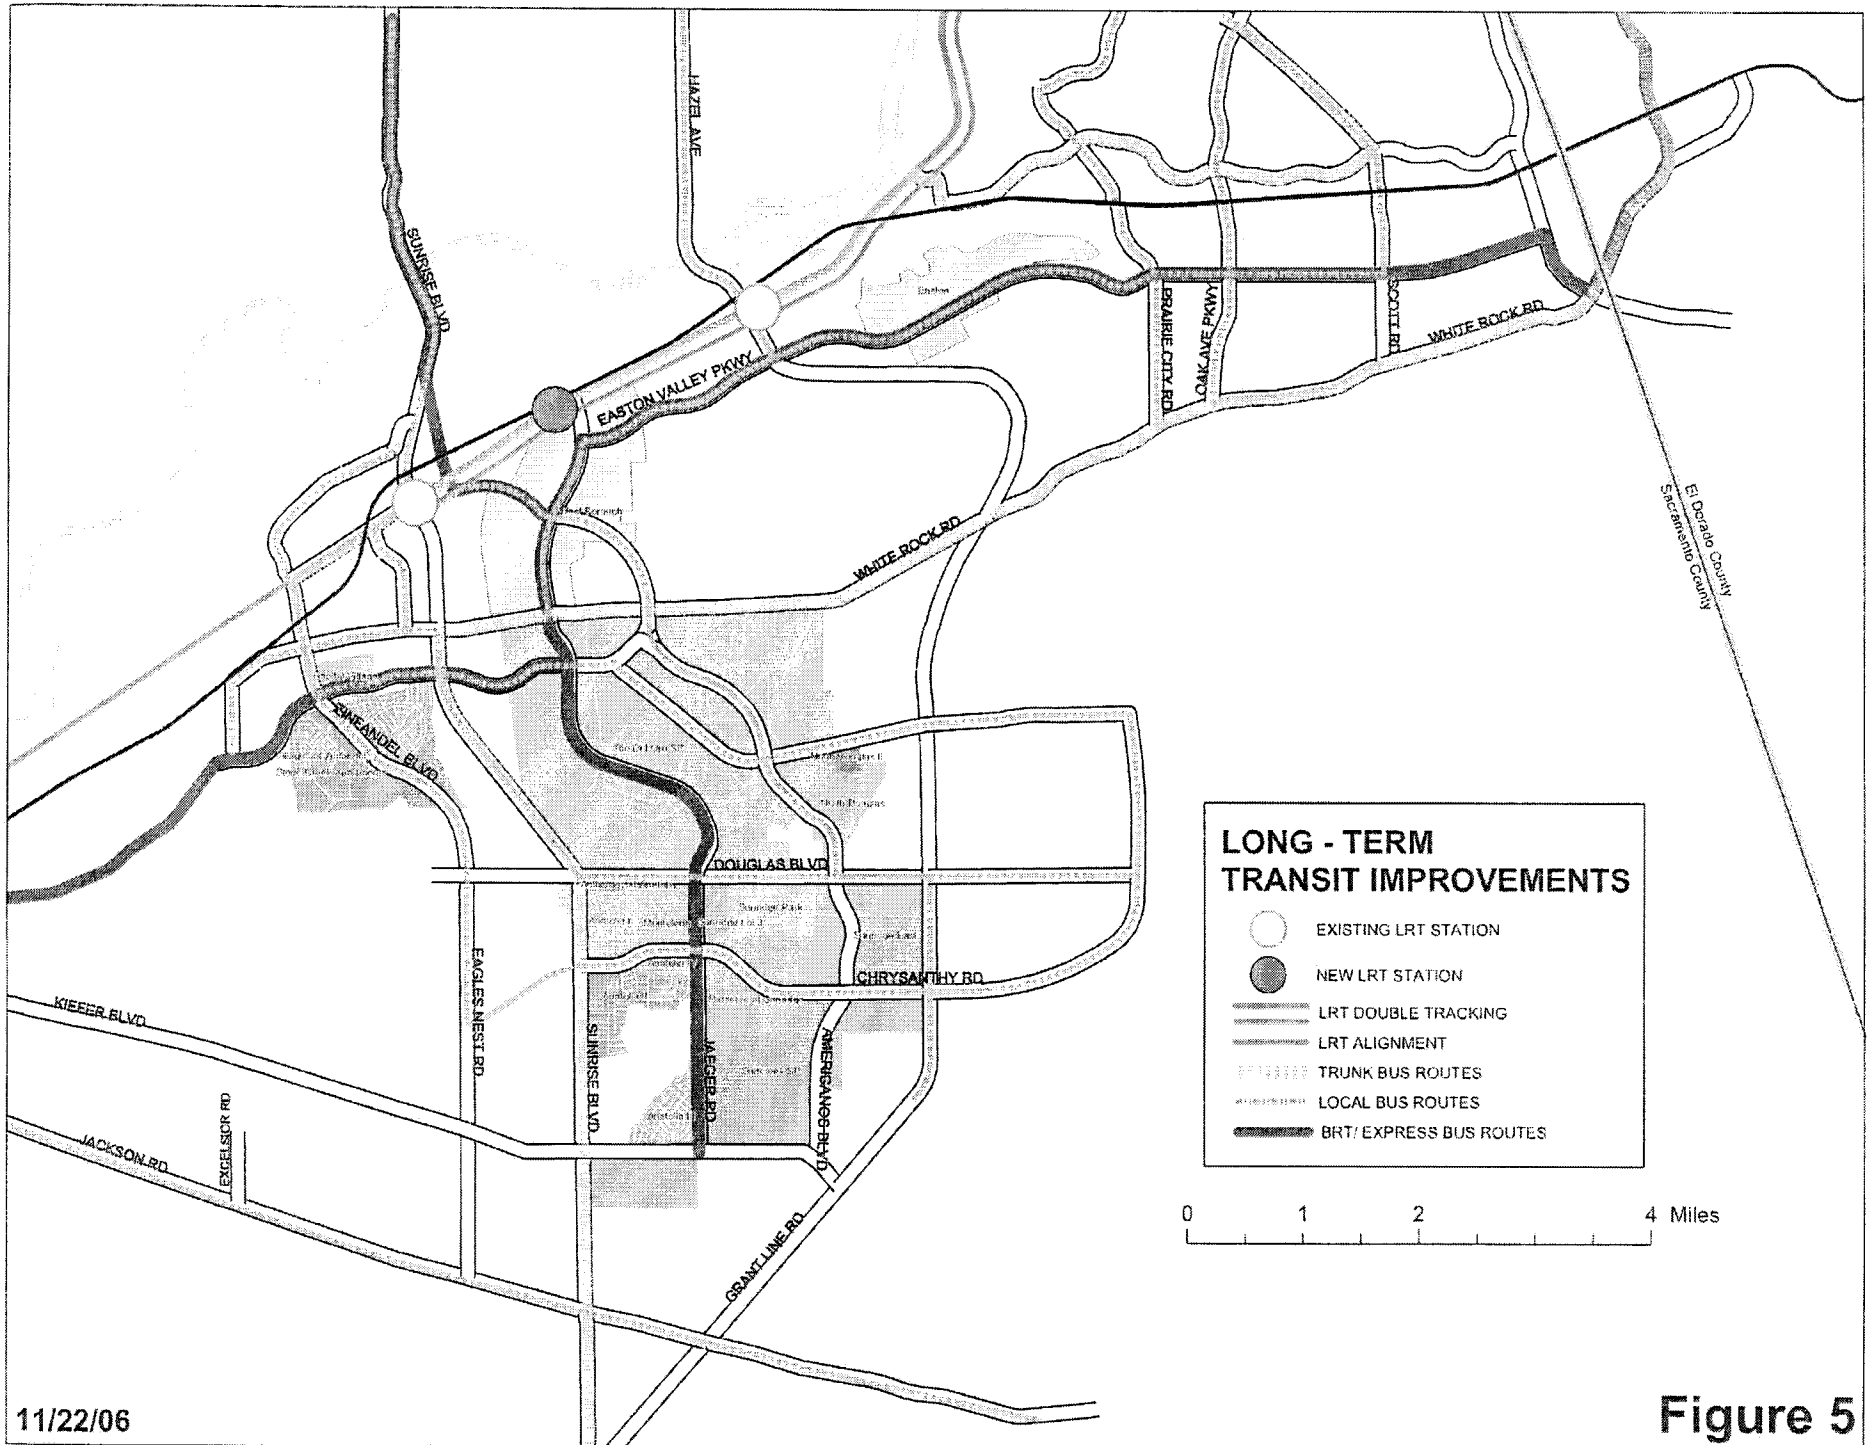 HAZEL AVE
SUNRISE BLVD
Easton
PRAIRIE CITY RD
OAK AVE PKWY
SCOTT RD
WHITE ROCK RD
EASTON VALLEY PKWY
El Dorado County
Sacramento County
WHITE ROCK RD
ZINFANDEL BLVD
DOUGLAS BLVD
CHRYSANTHY RD
EAGLES NEST RD
SUNRISE BLVD
JAEGER RD
AMERICANOS BLVD
KIEFER BLVD
JACKSON RD
EXCELSIOR RD
GRANT LINE RD
LONG - TERM
TRANSIT IMPROVEMENTS
EXISTING LRT STATION
NEW LRT STATION
LRT DOUBLE TRACKING
LRT ALIGNMENT
TRUNK BUS ROUTES
LOCAL BUS ROUTES
BRT/ EXPRESS BUS ROUTES
0 1 2 4 Miles
11/22/06
Figure 5